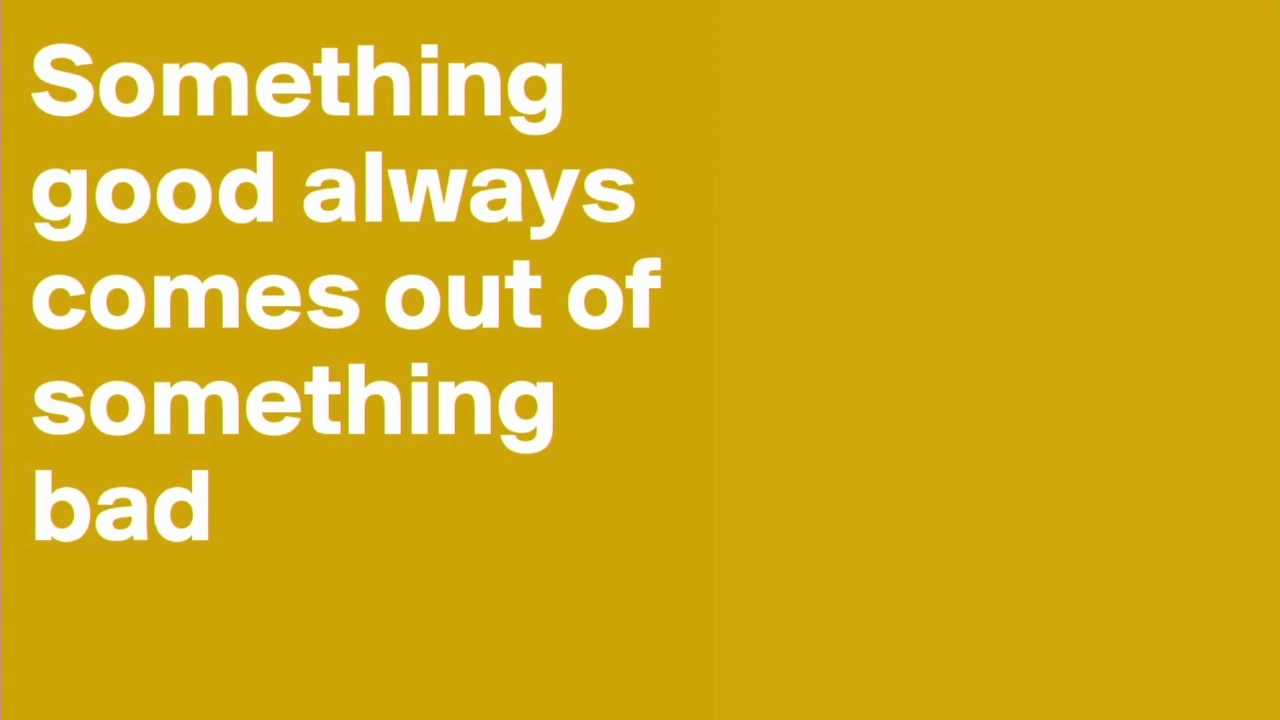 Something
good always
comes out of
something
bad